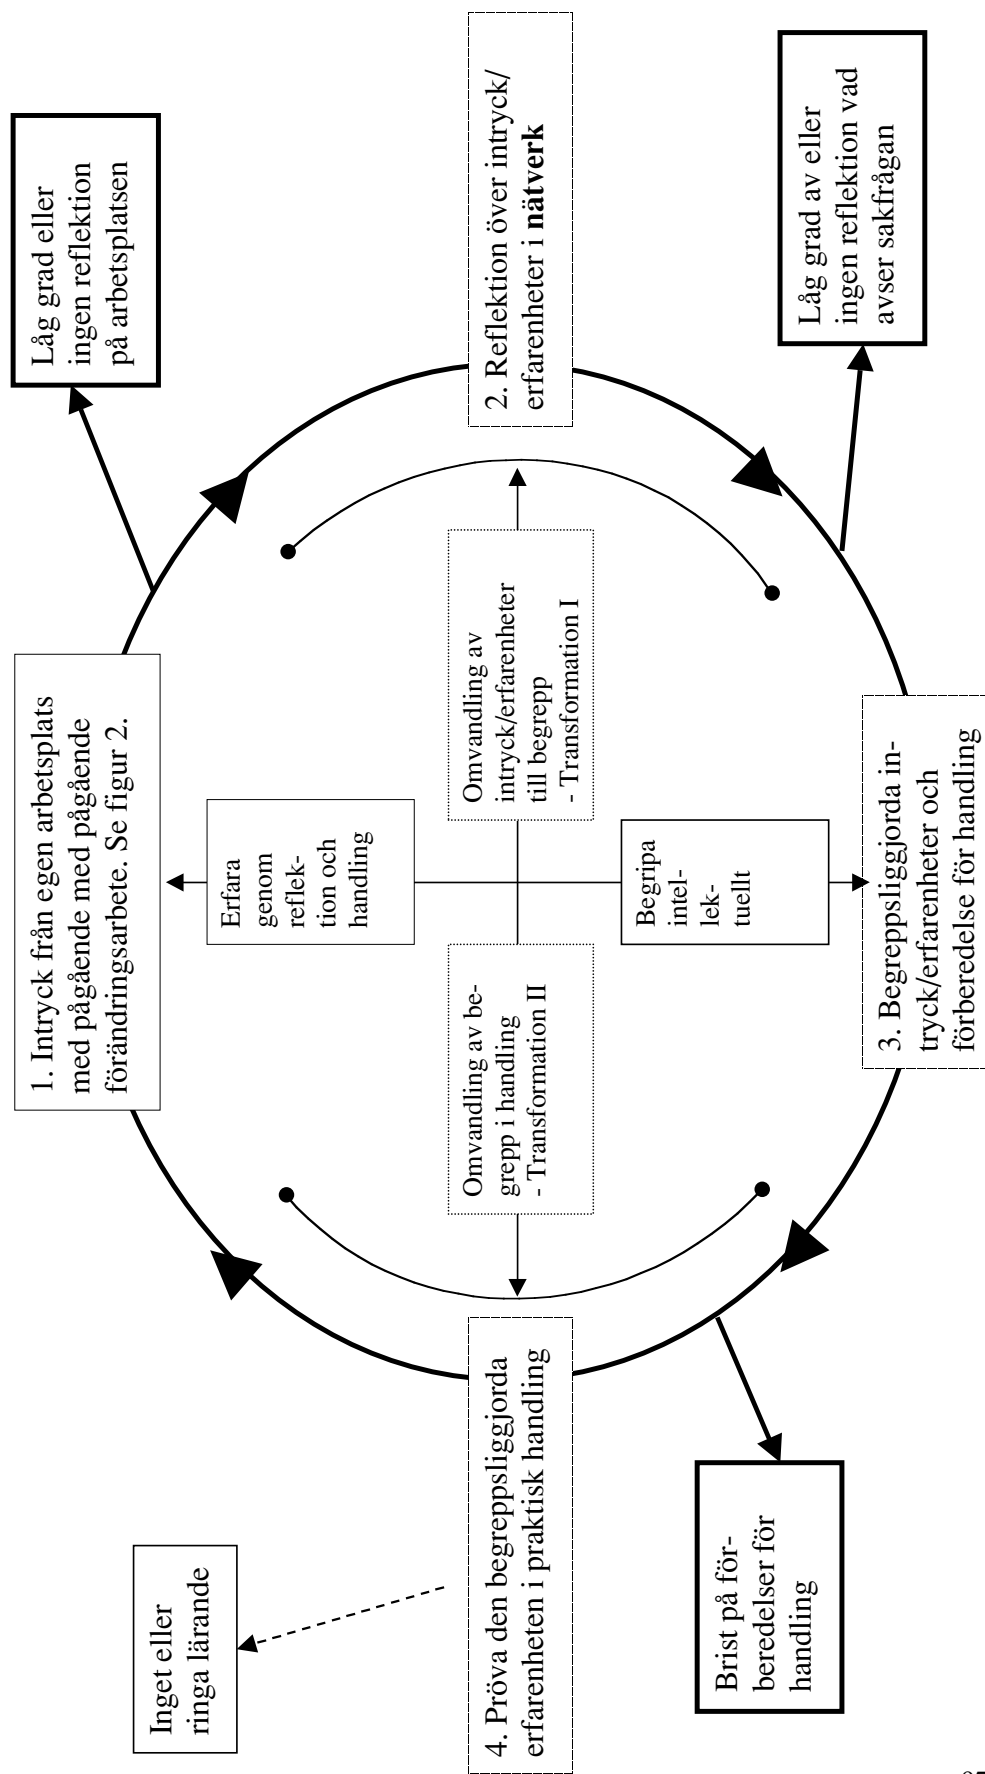 1. Intryck från egen arbetsplats
med pågående med pågående
förändringsarbete. Se figur 2.
Låg grad eller
ingen reflektion
på arbetsplatsen
Erfara
genom
reflek-
tion och
handling
Inget eller
ringa lärande
4. Pröva den begreppsliggjorda
erfarenheten i praktisk handling
Omvandling av be-
grepp i handling
- Transformation II
Omvandling av
intryck/erfarenheter
till begrepp
- Transformation I
2. Reflektion över intryck/
erfarenheter i nätverk
Begripa
intel-
lek-
tuellt
Brist på för-
beredelser för
handling
3. Begreppsliggjorda in-
tryck/erfarenheter och
förberedelse för handling
Låg grad av eller
ingen reflektion vad
avser sakfrågan